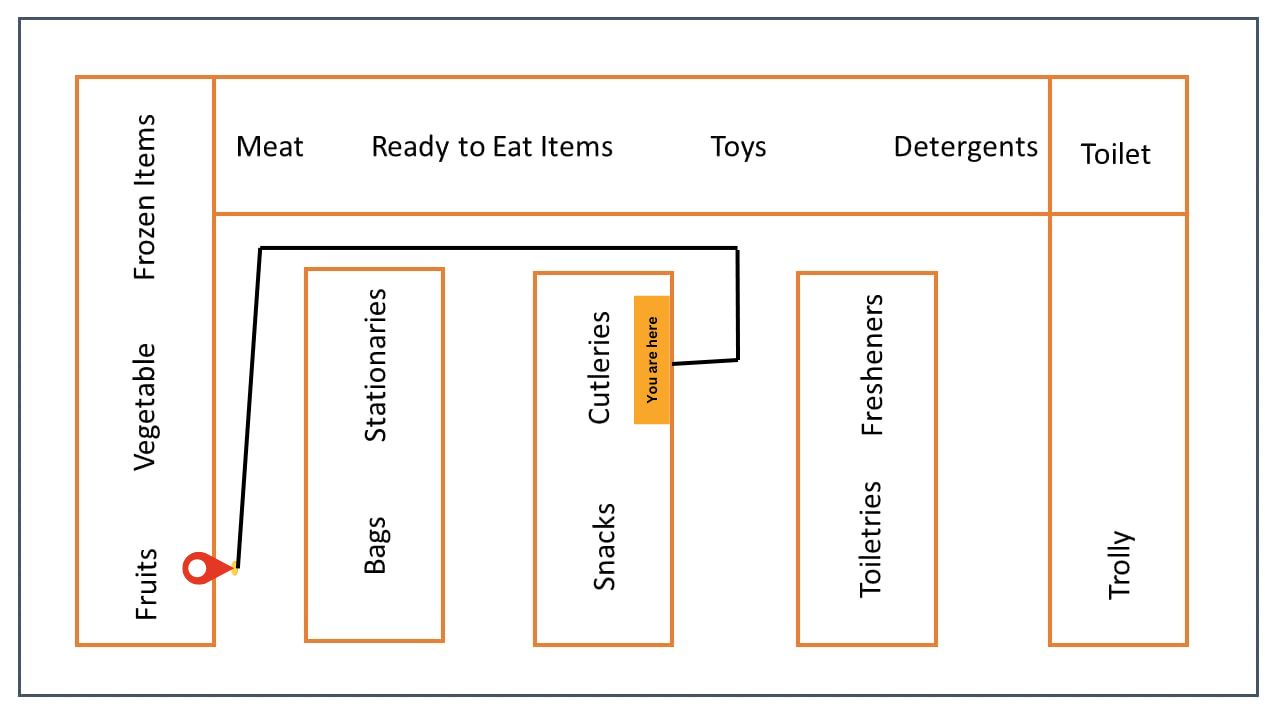 Meat
Ready to Eat Items
Toys
Detergents
Toilet
Frozen Items
Vegetable
Fruits
Stationaries
Bags
Cutleries
You are here
Snacks
Fresheners
Toiletries
Trolly